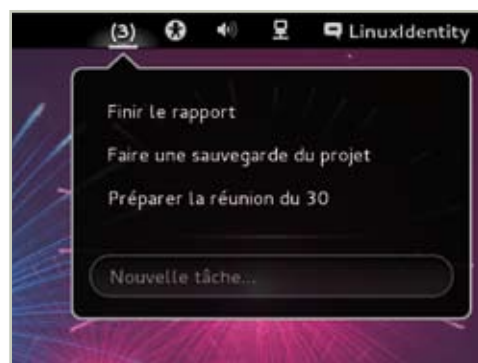 (3) LinuxIdentity
Finir le rapport
Faire une sauvegarde du projet
Préparer la réunion du 30
Nouvelle tâche...